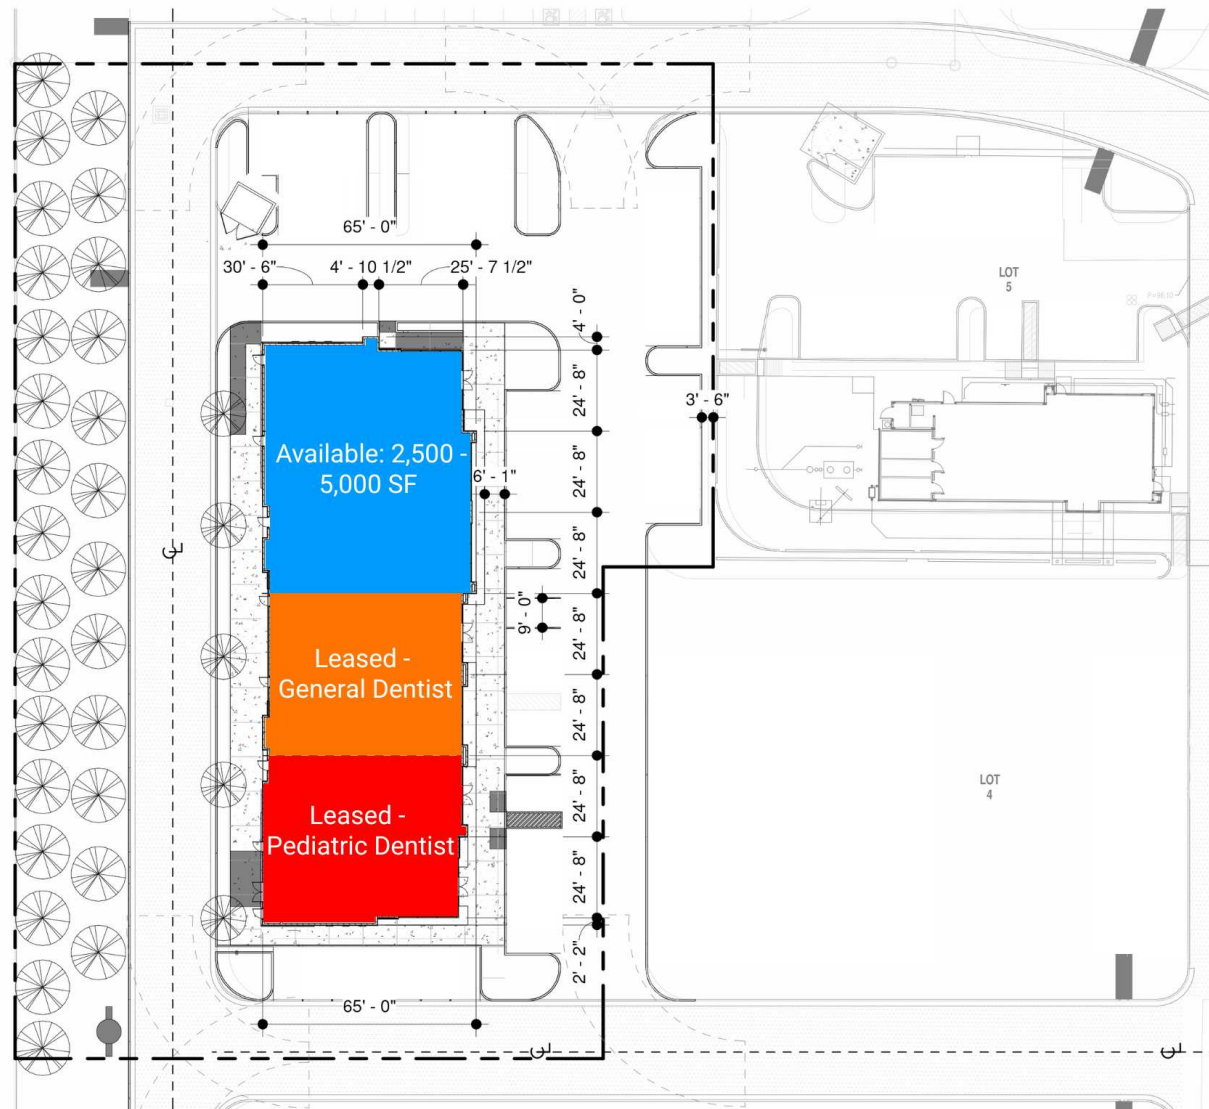 65' - 0"
30' - 6"
4' - 10 1/2"
25' - 7 1/2"
4' - 0"
LOT
5
24' - 8"
3' - 6"
Available: 2,500 -
5,000 SF
6' - 1"
24' - 8"
24' - 8"
9' - 0"
24' - 8"
Leased -
General Dentist
24' - 8"
LOT
4
24' - 8"
Leased -
Pediatric Dentist
24' - 8"
2' - 2"
65' - 0"